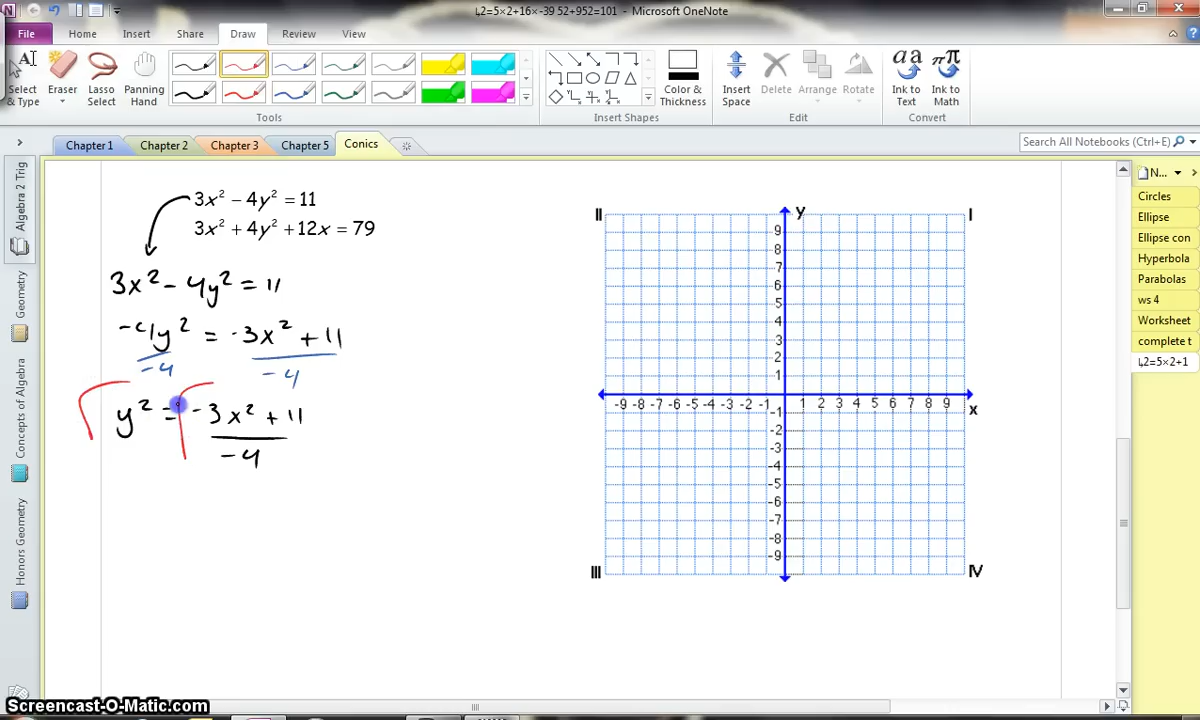 L2=5×2+16×-39 52+952=101 - Microsoft OneNote
File Home Insert Share Draw Review View
Select & Type
Eraser
Lasso Select
Panning Hand
Color & Thickness
Insert Space
Delete
Arrange
Rotate
Ink to Text
Ink to Math
Tools
Insert Shapes
Edit
Convert
Chapter 1 Chapter 2 Chapter 3 Chapter 5 Conics
Search All Notebooks (Ctrl+E)
Algebra 2 Trig
Geometry
Concepts of Algebra
Honors Geometry
N...
Circles
Ellipse
Ellipse con
Hyperbola
Parabolas
ws 4
Worksheet
complete t
L2=5×2+1
3x² − 4y² = 11
3x² + 4y² + 12x = 79
3x² - 4y² = 11
-4y² = -3x² + 11
-4 -4
y² = -3x² + 11
-4
II y I
9
8
7
6
5
4
3
2
1
-9 -8 -7 -6 -5 -4 -3 -2 -1 1 2 3 4 5 6 7 8 9 x
-1
-2
-3
-4
-5
-6
-7
-8
-9
III IV
Screencast-O-Matic.com